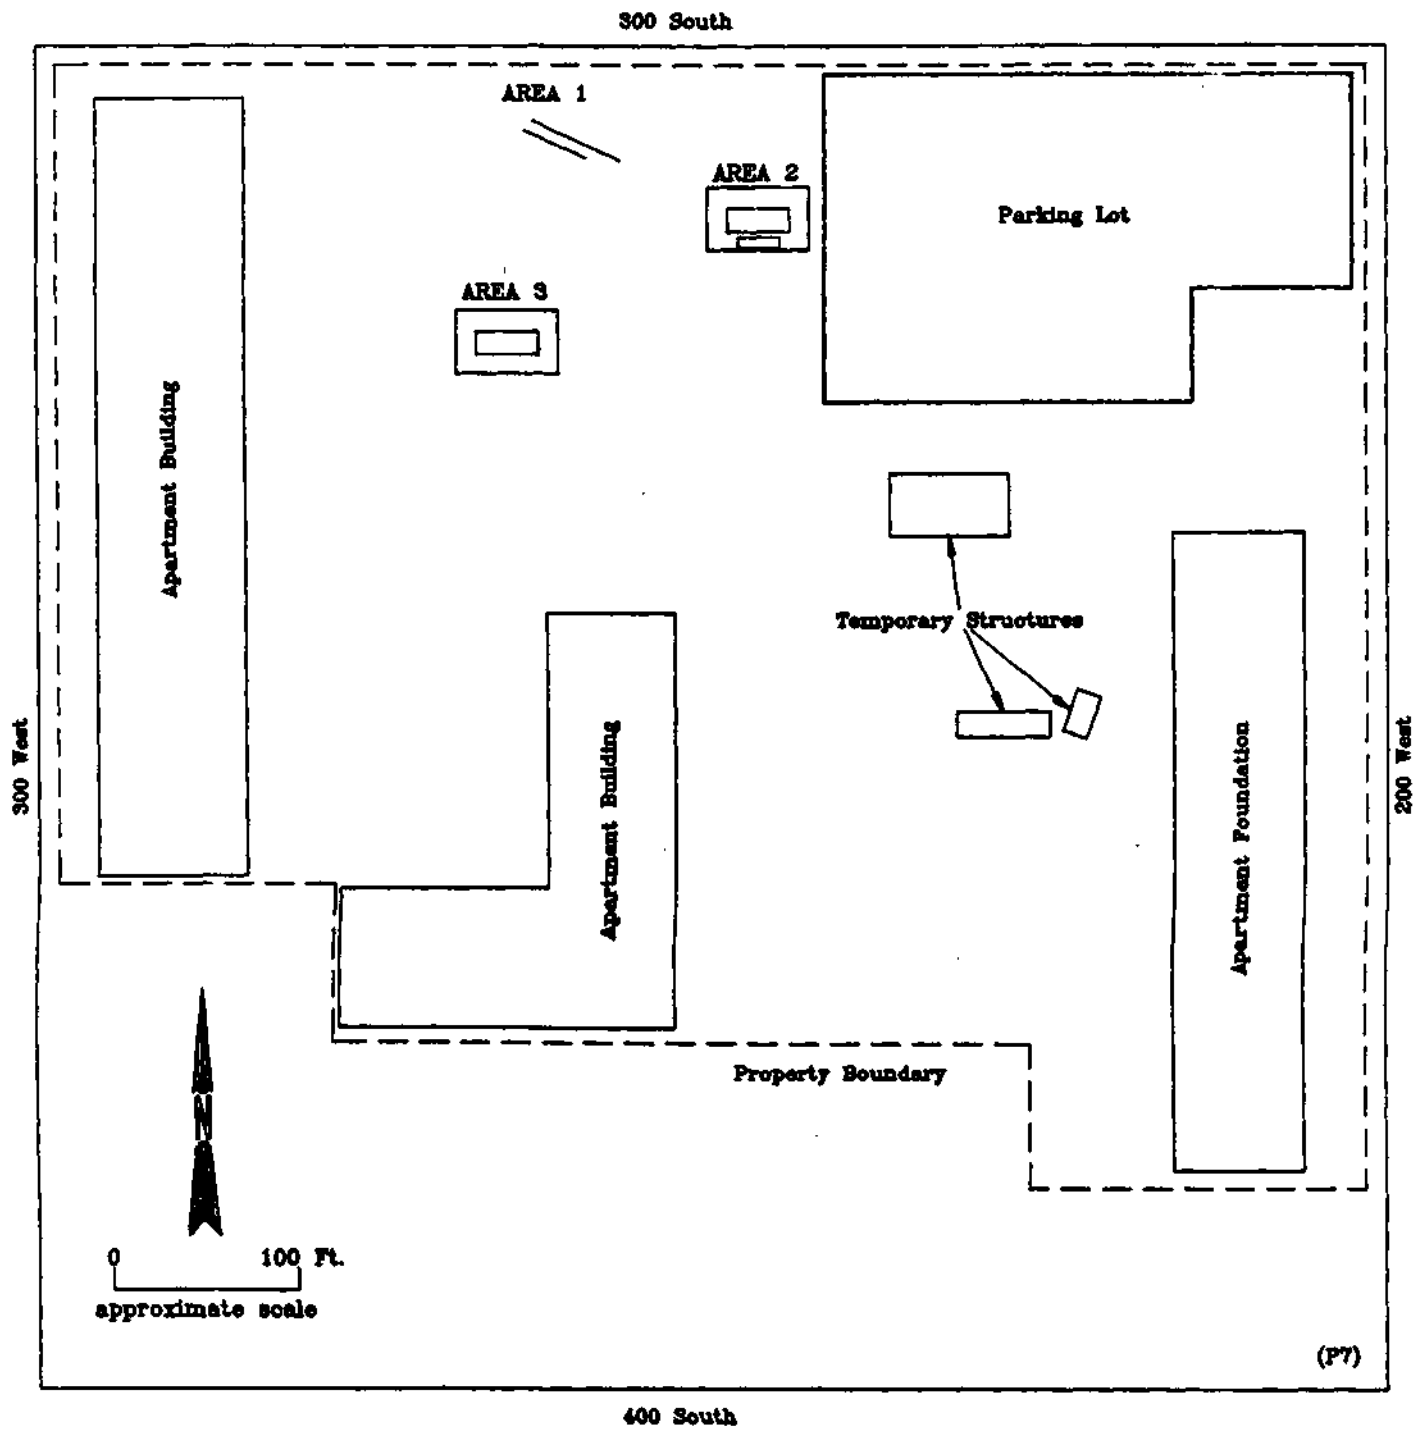 300 South
AREA 1
AREA 2
Parking Lot
AREA 3
Apartment Building
Temporary Structures
300 West
Apartment Building
Apartment Foundation
200 West
Property Boundary
N
0 100 Ft.
approximate scale
(P7)
400 South